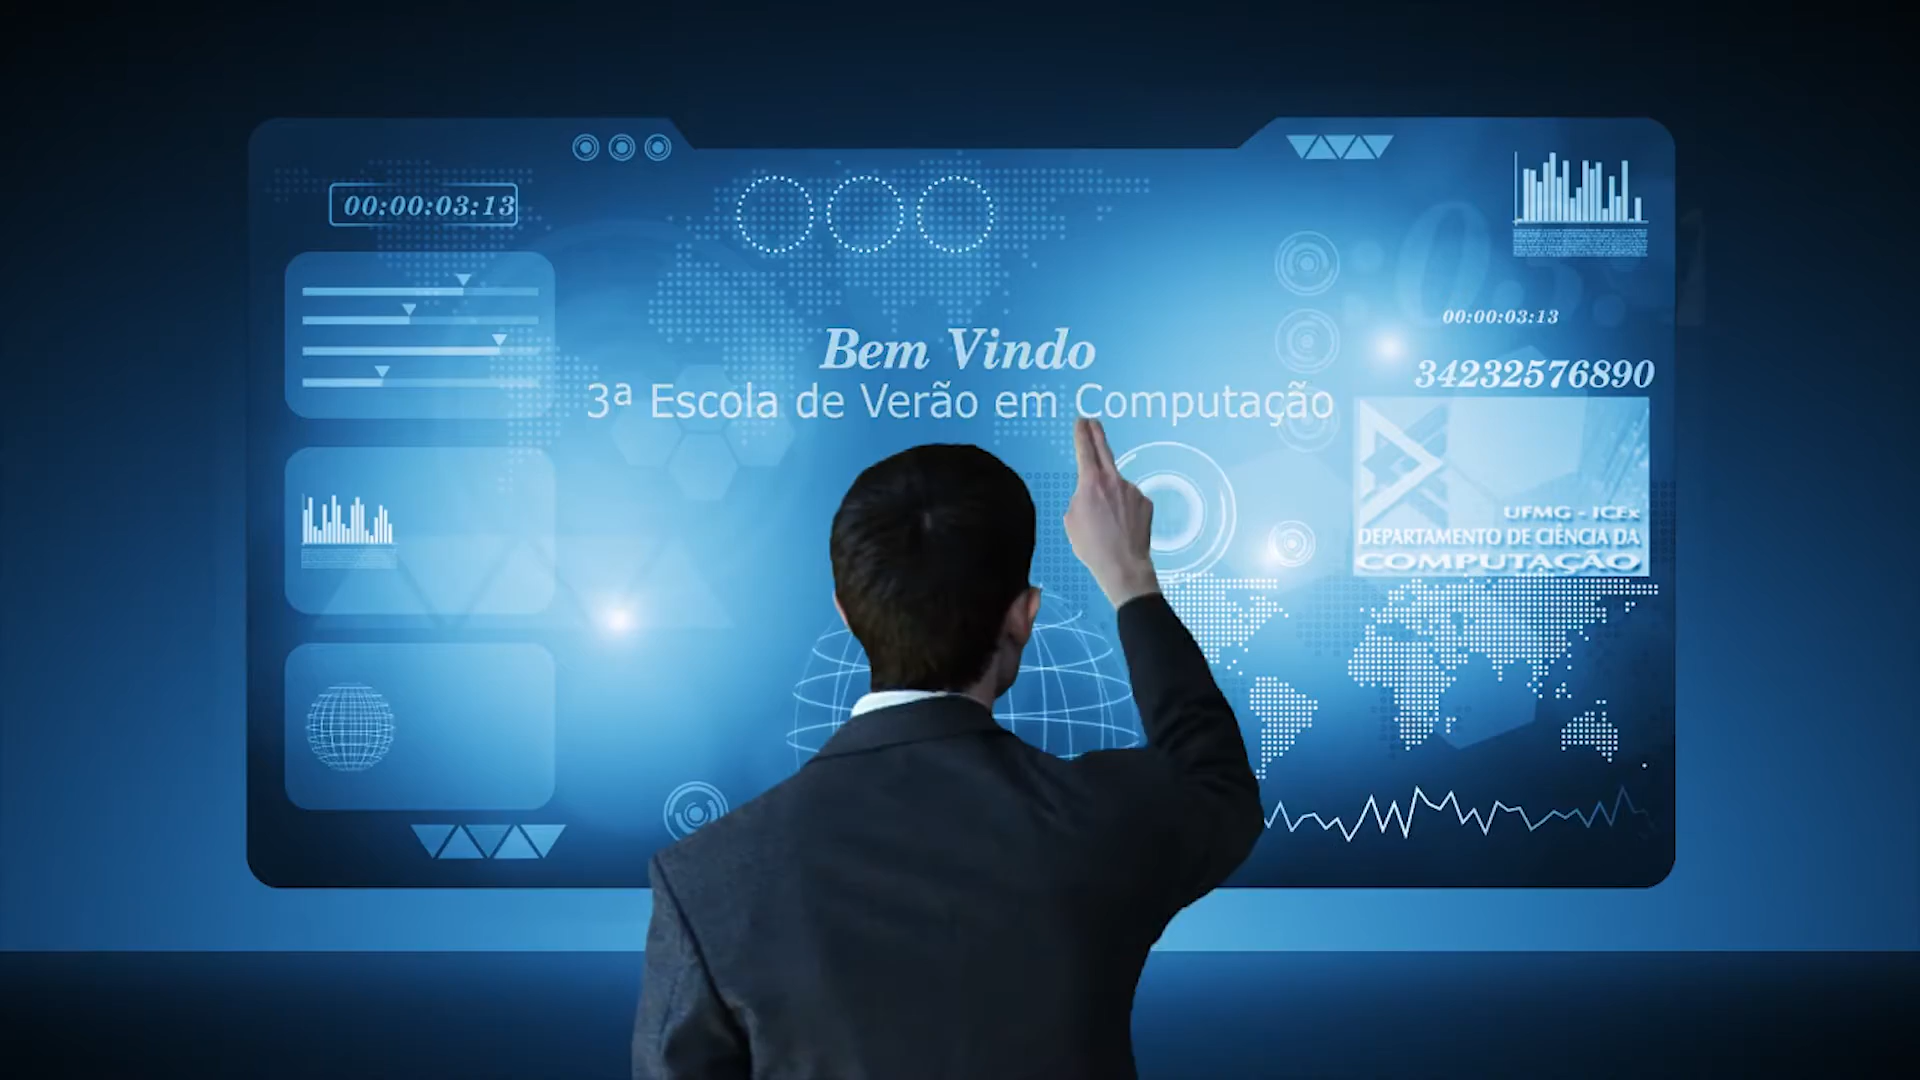 00:00:03:13
Bem Vindo
3ª Escola de Verão em Computação
00:00:03:13
34232576890
UFMG - ICEx
DEPARTAMENTO DE CIÊNCIA DA
COMPUTAÇÃO